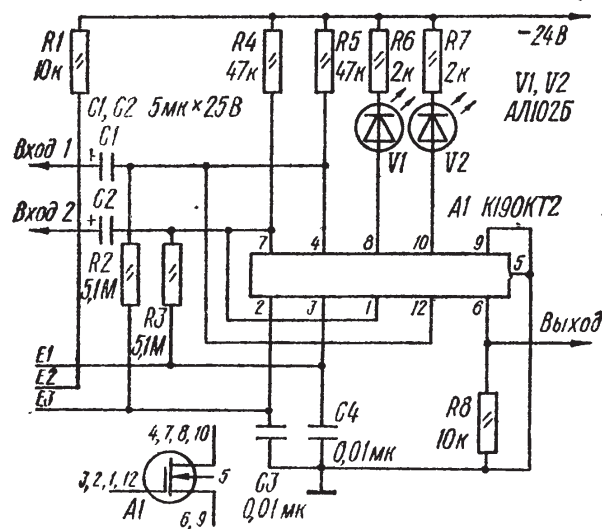 -24В
R1
10к
R4
47к
R5
47к
R6
2к
R7
2к
V1, V2
АЛ102Б
C1, C2 5мк×25В
Вход 1
+
C1
V1
V2
Вход 2
+
C2
A1 К190КТ2
7
4
8
10
9
5
R2
5,1М
R3
5,1М
2
3
1
12
6
Выход
E1
E2
E3
R8
10к
C4
0,01мк
C3
0,01мк
4, 7, 8, 10
3, 2, 1, 12
5
A1
6, 9